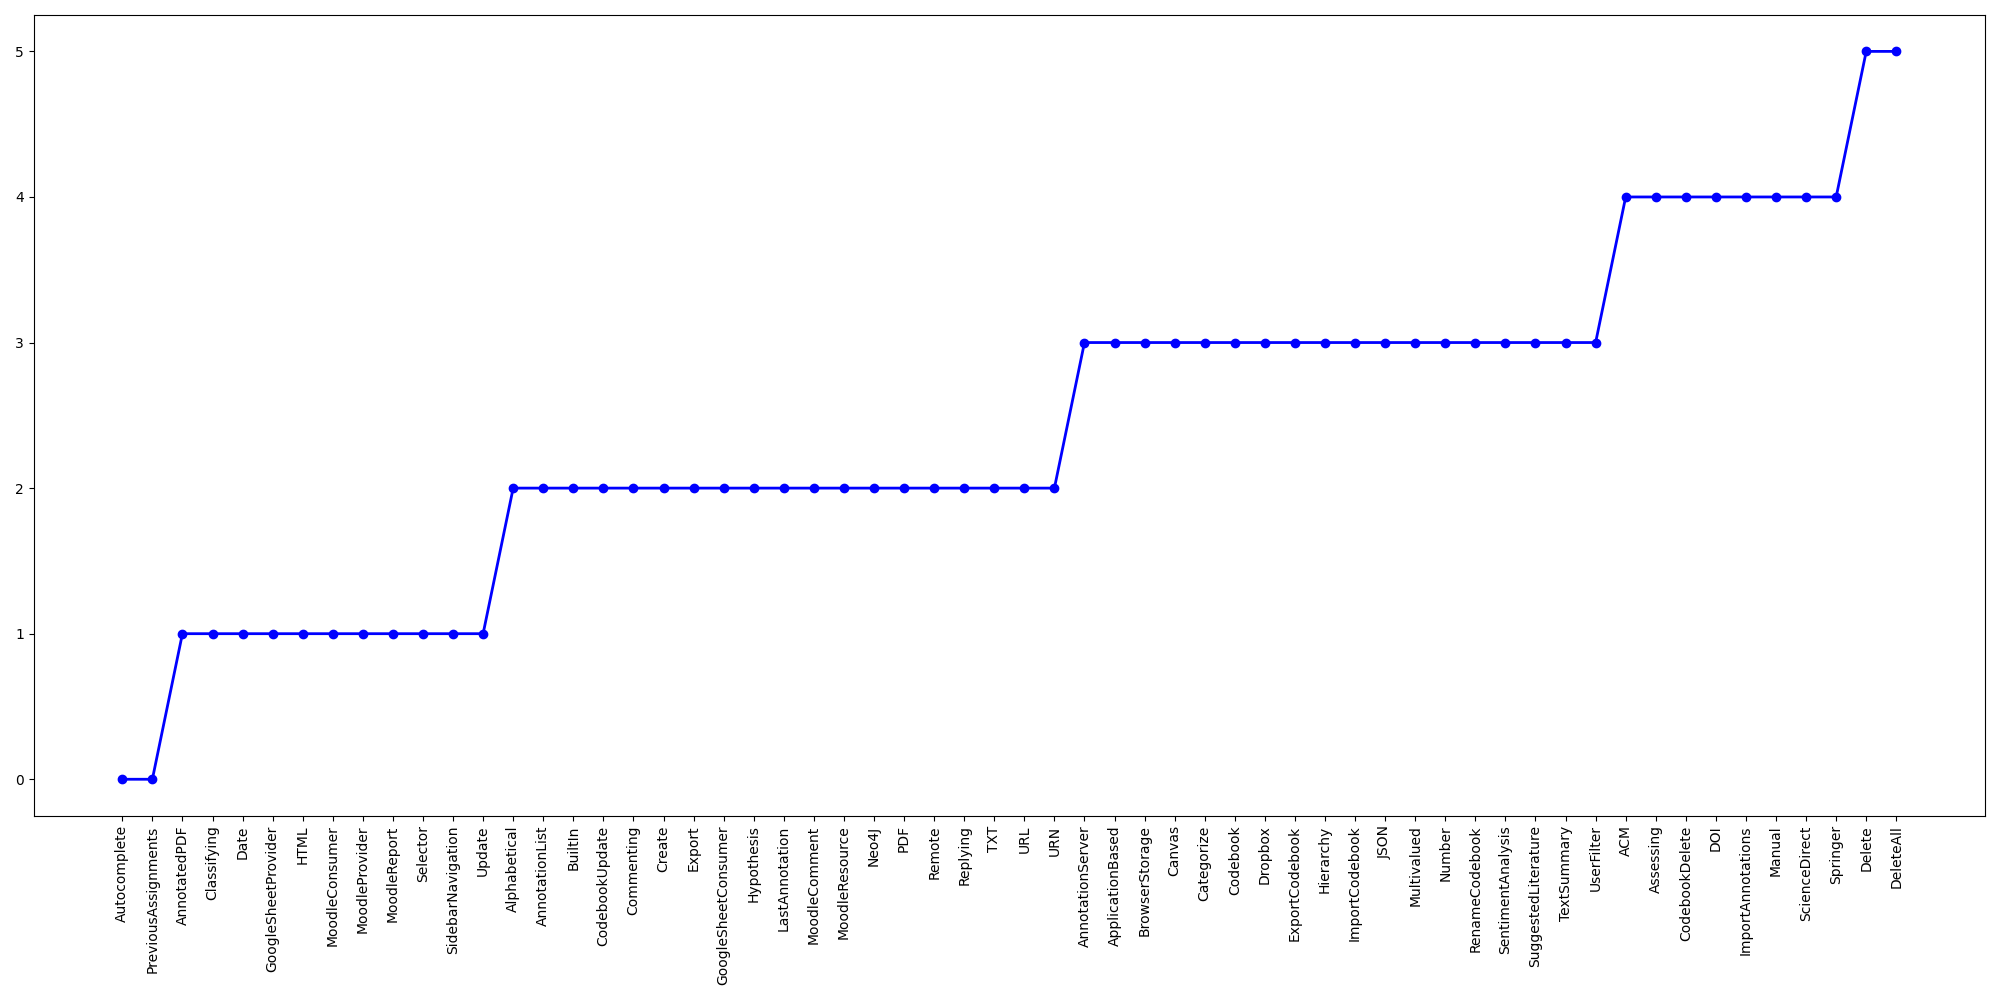 5
4
3
2
1
0
Autocomplete
PreviousAssignments
AnnotatedPDF
Classifying
Date
GoogleSheetProvider
HTML
MoodleConsumer
MoodleProvider
MoodleReport
Selector
SidebarNavigation
Update
Alphabetical
AnnotationList
BuiltIn
CodebookUpdate
Commenting
Create
Export
GoogleSheetConsumer
Hypothesis
LastAnnotation
MoodleComment
MoodleResource
Neo4J
PDF
Remote
Replying
TXT
URL
URN
AnnotationServer
ApplicationBased
BrowserStorage
Canvas
Categorize
Codebook
Dropbox
ExportCodebook
Hierarchy
ImportCodebook
JSON
Multivalued
Number
RenameCodebook
SentimentAnalysis
SuggestedLiterature
TextSummary
UserFilter
ACM
Assessing
CodebookDelete
DOI
ImportAnnotations
Manual
ScienceDirect
Springer
Delete
DeleteAll